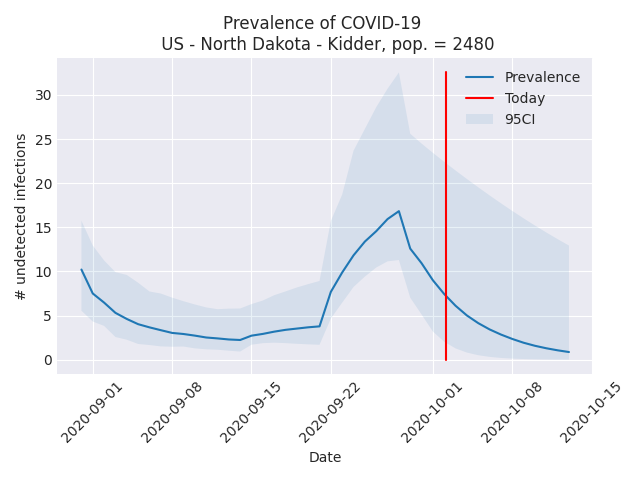 Prevalence of COVID-19
US - North Dakota - Kidder, pop. = 2480
Prevalence
Today
95CI
# undetected infections
30
25
20
15
10
5
0
2020-09-01
2020-09-08
2020-09-15
2020-09-22
2020-10-01
2020-10-08
2020-10-15
Date